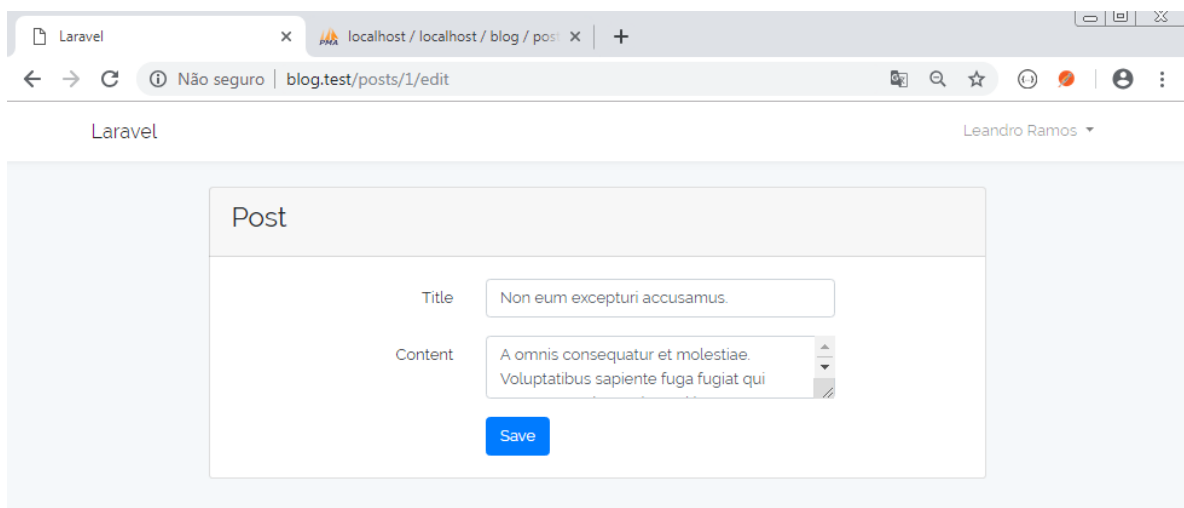 Laravel
localhost / localhost / blog / post
Não seguro | blog.test/posts/1/edit
Laravel
Leandro Ramos
Post
Title
Non eum excepturi accusamus.
Content
A omnis consequatur et molestiae.
Voluptatibus sapiente fuga fugiat qui
Save